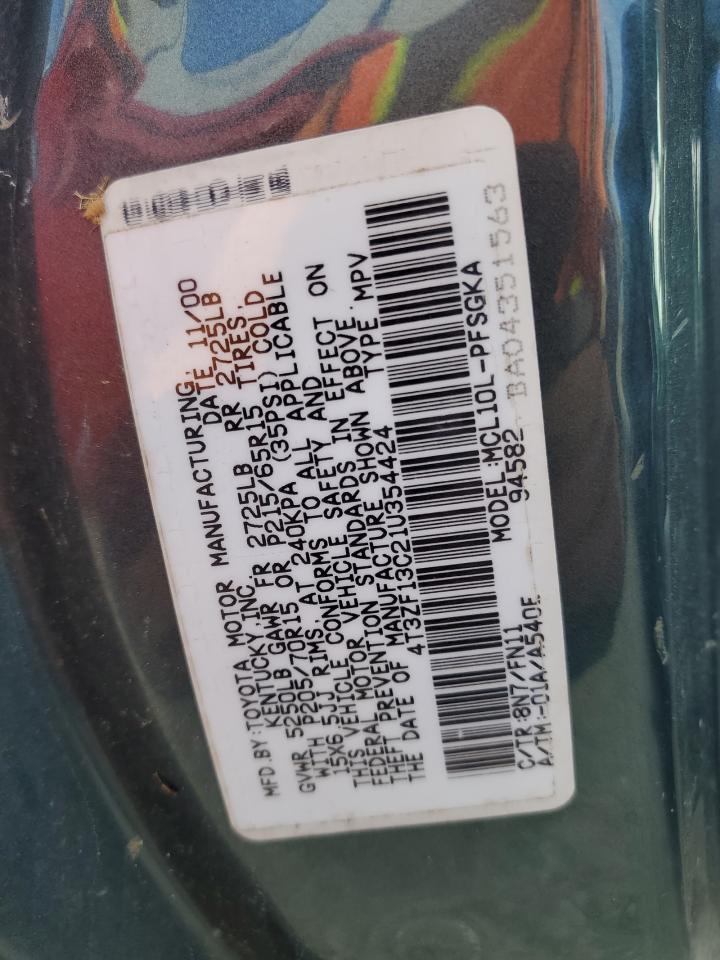 MFD.BY:TOYOTA MOTOR MANUFACTURING,
KENTUCKY,INC. DATE 11/00
GVWR 5250LB GAWR FR 2725LB RR 2725LB
WITH P205/70R15 OR P215/65R15 TIRES,
15X6.5JJ RIMS, AT 240KPA (35PSI) COLD
THIS VEHICLE CONFORMS TO ALL APPLICABLE
FEDERAL MOTOR VEHICLE SAFETY AND
THEFT PREVENTION STANDARDS IN EFFECT ON
THE DATE OF MANUFACTURE SHOWN ABOVE.
4T3ZF13C21U354424 TYPE MPV
C/TR:8N7/FN11 MODEL:MCL10L-PFSGKA
A/TM:-01A/A540E 94582 BA04351563